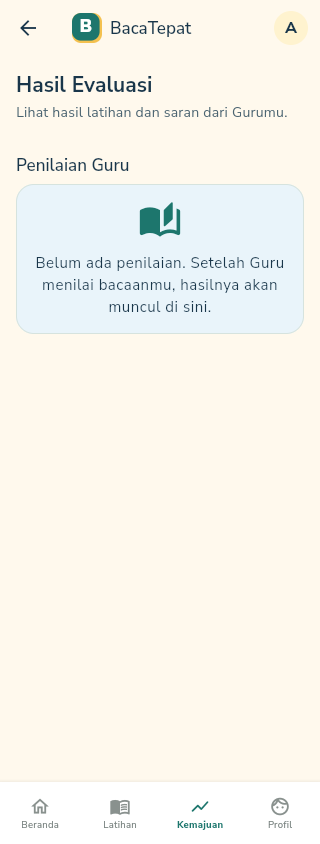 B BacaTepat A
Hasil Evaluasi
Lihat hasil latihan dan saran dari Gurumu.
Penilaian Guru
Belum ada penilaian. Setelah Guru
menilai bacaanmu, hasilnya akan
muncul di sini.
Beranda Latihan Kemajuan Profil